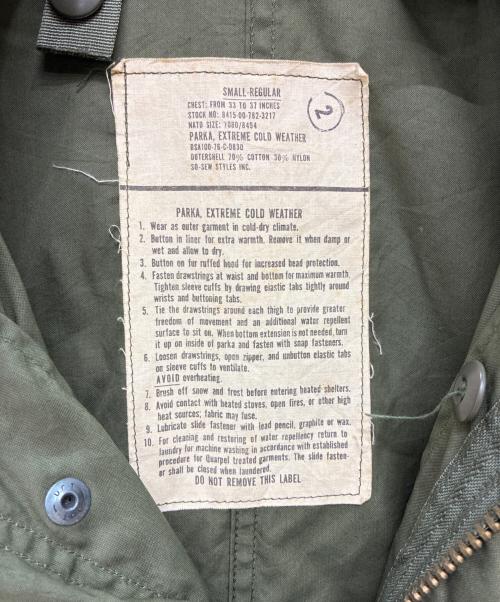 SMALL-REGULAR
CHEST: FROM 33 TO 37 INCHES
STOCK NO: 8415-00-782-3217
NATO SIZE: 7080/8494
PARKA, EXTREME COLD WEATHER
DSA100-76-C-0830
OUTERSHELL 70% COTTON 30% NYLON
SO-SEW STYLES INC.
2
PARKA, EXTREME COLD WEATHER
1. Wear as outer garment in cold-dry climate.
2. Button in liner for extra warmth. Remove it when damp or
wet and allow to dry.
3. Button on fur ruffed hood for increased head protection.
4. Fasten drawstrings at waist and bottom for maximum warmth.
Tighten sleeve cuffs by drawing elastic tabs tightly around
wrists and buttoning tabs.
5. Tie the drawstrings around each thigh to provide greater
freedom of movement and an additional water repellent
surface to sit on. When bottom extension is not needed, turn
it up on inside of parka and fasten with snap fasteners.
6. Loosen drawstrings, open zipper, and unbutton elastic tabs
on sleeve cuffs to ventilate.
AVOID overheating.
7. Brush off snow and frost before entering heated shelters.
8. Avoid contact with heated stoves, open fires, or other high
heat sources; fabric may fuse.
9. Lubricate slide fastener with lead pencil, graphite or wax.
10. For cleaning and restoring of water repellency return to
laundry for machine washing in accordance with established
procedure for Quarpel treated garments. The slide fasten-
er shall be closed when laundered.
DO NOT REMOVE THIS LABEL